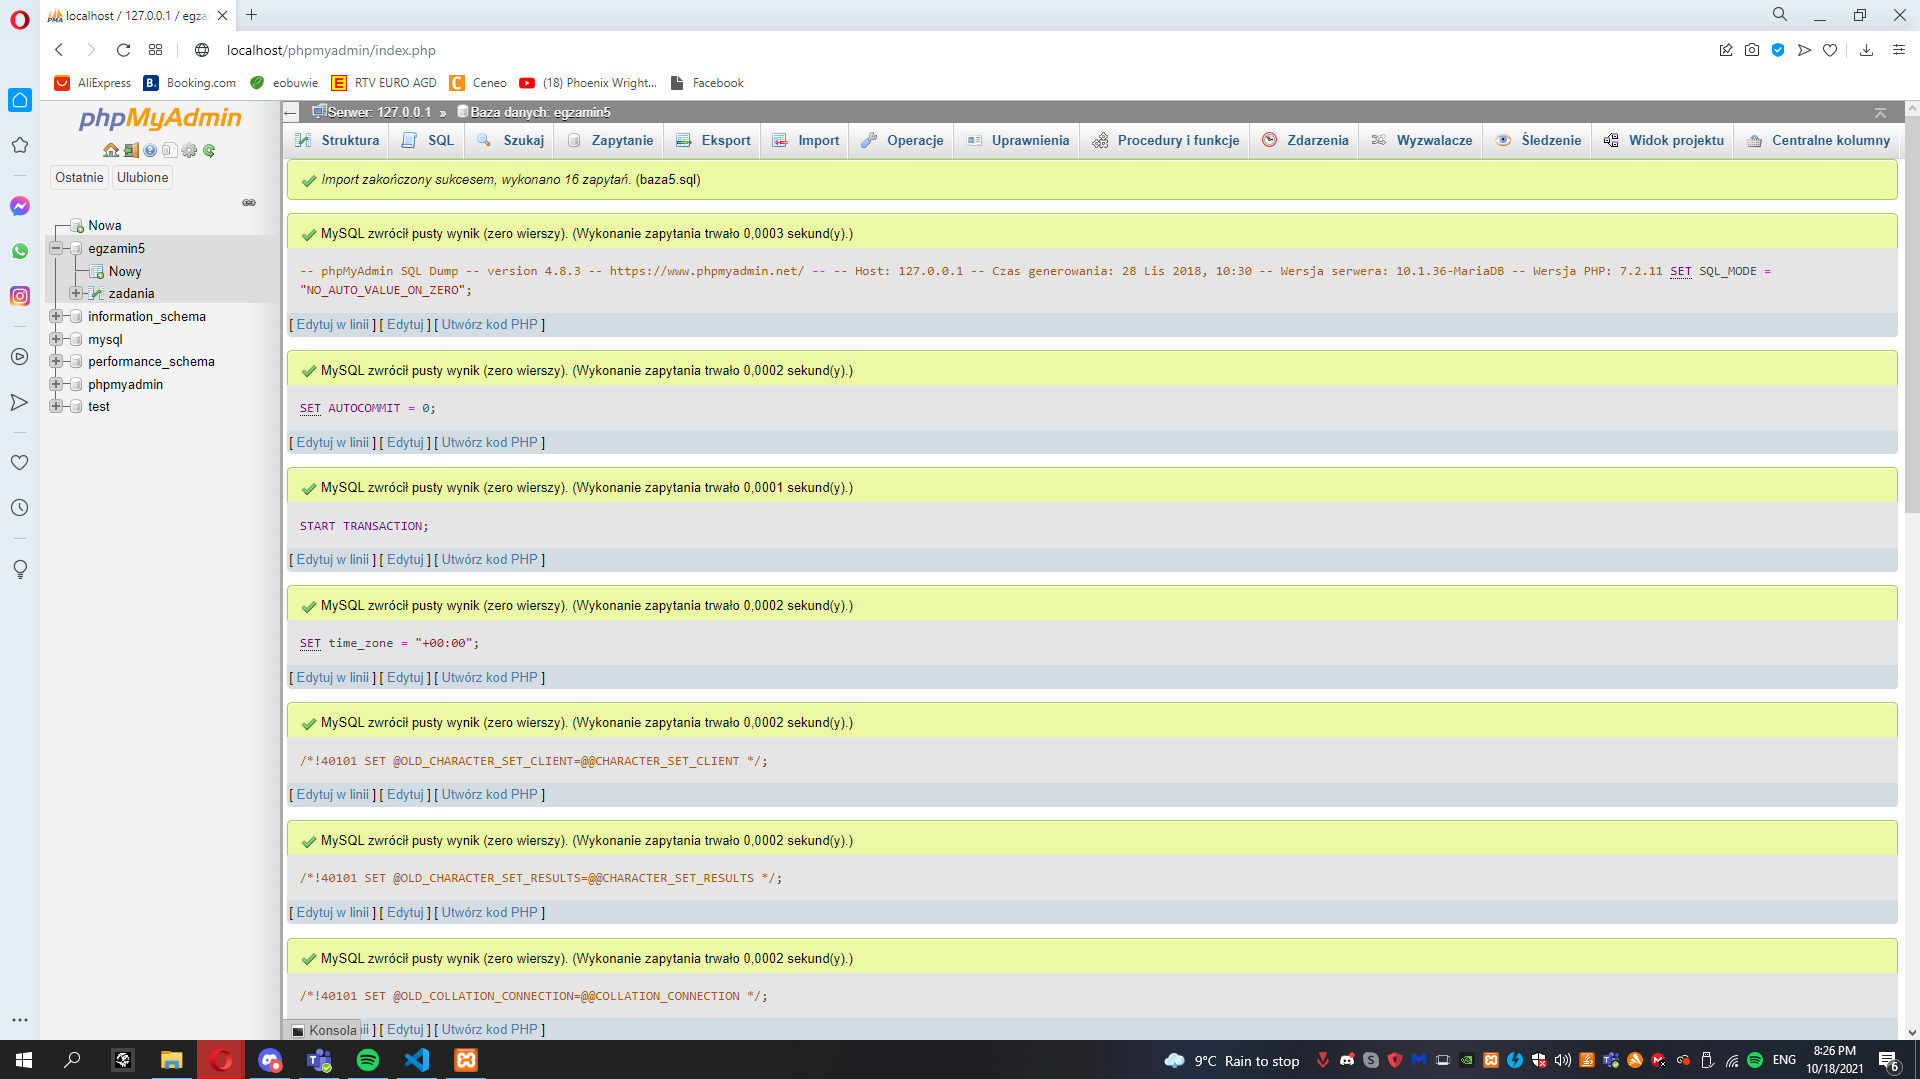 localhost / 127.0.0.1 / egza
localhost/phpmyadmin/index.php
AliExpress
Booking.com
eobuwie
RTV EURO AGD
Ceneo
(18) Phoenix Wright...
Facebook
phpMyAdmin
Ostatnie
Ulubione
Nowa
egzamin5
Nowy
zadania
information_schema
mysql
performance_schema
phpmyadmin
test
Serwer: 127.0.0.1 » Baza danych: egzamin5
Struktura
SQL
Szukaj
Zapytanie
Eksport
Import
Operacje
Uprawnienia
Procedury i funkcje
Zdarzenia
Wyzwalacze
Śledzenie
Widok projektu
Centralne kolumny
Import zakończony sukcesem, wykonano 16 zapytań. (baza5.sql)
MySQL zwrócił pusty wynik (zero wierszy). (Wykonanie zapytania trwało 0,0003 sekund(y).)
-- phpMyAdmin SQL Dump -- version 4.8.3 -- https://www.phpmyadmin.net/ -- -- Host: 127.0.0.1 -- Czas generowania: 28 Lis 2018, 10:30 -- Wersja serwera: 10.1.36-MariaDB -- Wersja PHP: 7.2.11 SET SQL_MODE =
"NO_AUTO_VALUE_ON_ZERO";
[ Edytuj w linii ] [ Edytuj ] [ Utwórz kod PHP ]
MySQL zwrócił pusty wynik (zero wierszy). (Wykonanie zapytania trwało 0,0002 sekund(y).)
SET AUTOCOMMIT = 0;
[ Edytuj w linii ] [ Edytuj ] [ Utwórz kod PHP ]
MySQL zwrócił pusty wynik (zero wierszy). (Wykonanie zapytania trwało 0,0001 sekund(y).)
START TRANSACTION;
[ Edytuj w linii ] [ Edytuj ] [ Utwórz kod PHP ]
MySQL zwrócił pusty wynik (zero wierszy). (Wykonanie zapytania trwało 0,0002 sekund(y).)
SET time_zone = "+00:00";
[ Edytuj w linii ] [ Edytuj ] [ Utwórz kod PHP ]
MySQL zwrócił pusty wynik (zero wierszy). (Wykonanie zapytania trwało 0,0002 sekund(y).)
/*!40101 SET @OLD_CHARACTER_SET_CLIENT=@@CHARACTER_SET_CLIENT */;
[ Edytuj w linii ] [ Edytuj ] [ Utwórz kod PHP ]
MySQL zwrócił pusty wynik (zero wierszy). (Wykonanie zapytania trwało 0,0002 sekund(y).)
/*!40101 SET @OLD_CHARACTER_SET_RESULTS=@@CHARACTER_SET_RESULTS */;
[ Edytuj w linii ] [ Edytuj ] [ Utwórz kod PHP ]
MySQL zwrócił pusty wynik (zero wierszy). (Wykonanie zapytania trwało 0,0002 sekund(y).)
/*!40101 SET @OLD_COLLATION_CONNECTION=@@COLLATION_CONNECTION */;
Konsola ii ] [ Edytuj ] [ Utwórz kod PHP ]
9°C Rain to stop
ENG
8:26 PM
10/18/2021
6